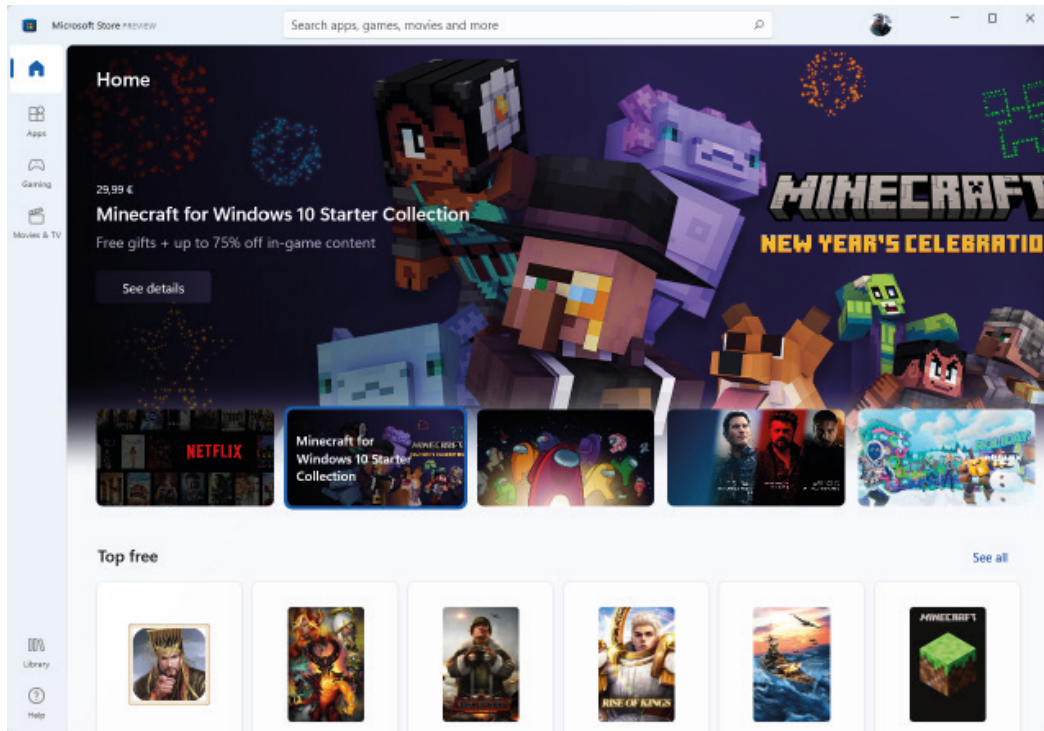 Microsoft Store PREVIEW
Search apps, games, movies and more
Home
Apps
Gaming
Movies & TV
29,99 €
Minecraft for Windows 10 Starter Collection
Free gifts + up to 75% off in-game content
See details
MINECRAFT
NEW YEAR'S CELEBRATIO
NETFLIX
Minecraft for
Windows 10 Starter
Collection
MINECRAFT
Top free
See all
RISE OF KINGS
MINECRAFT
Library
Help